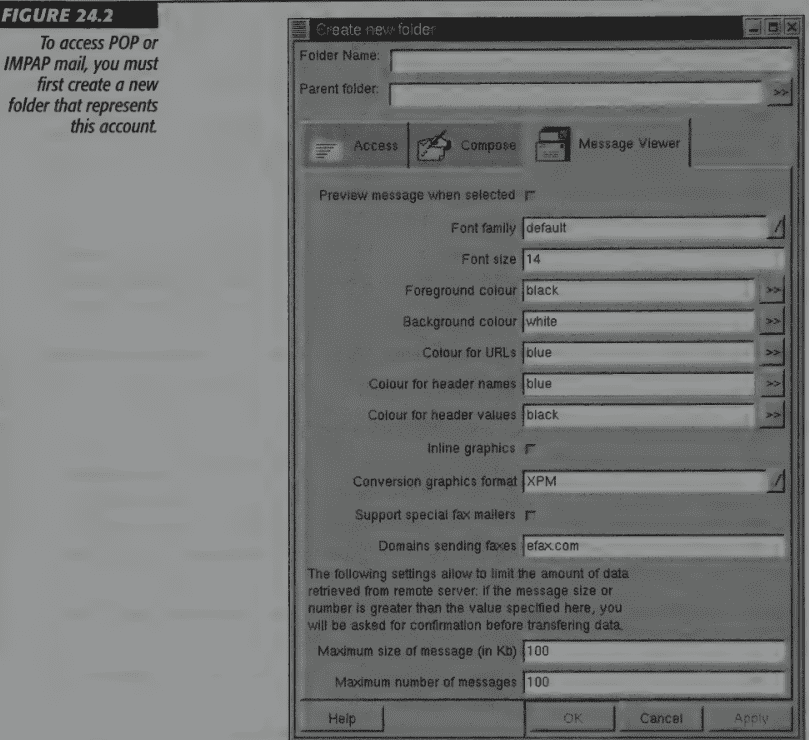 FIGURE 24.2
To access POP or
IMPAP mail, you must
first create a new
folder that represents
this account.
Create new folder
Folder Name:
Parent folder: >>
Access Compose Message Viewer
Preview message when selected
Font family default
Font size 14
Foreground colour black >>
Background colour white >>
Colour for URLs blue >>
Colour for header names blue >>
Colour for header values black >>
Inline graphics
Conversion graphics format XPM
Support special fax mailers
Domains sending faxes efax.com
The following settings allow to limit the amount of data
retrieved from remote server. If the message size or
number is greater than the value specified here, you
will be asked for confirmation before transfering data.
Maximum size of message (in Kb) 100
Maximum number of messages 100
Help OK Cancel Apply